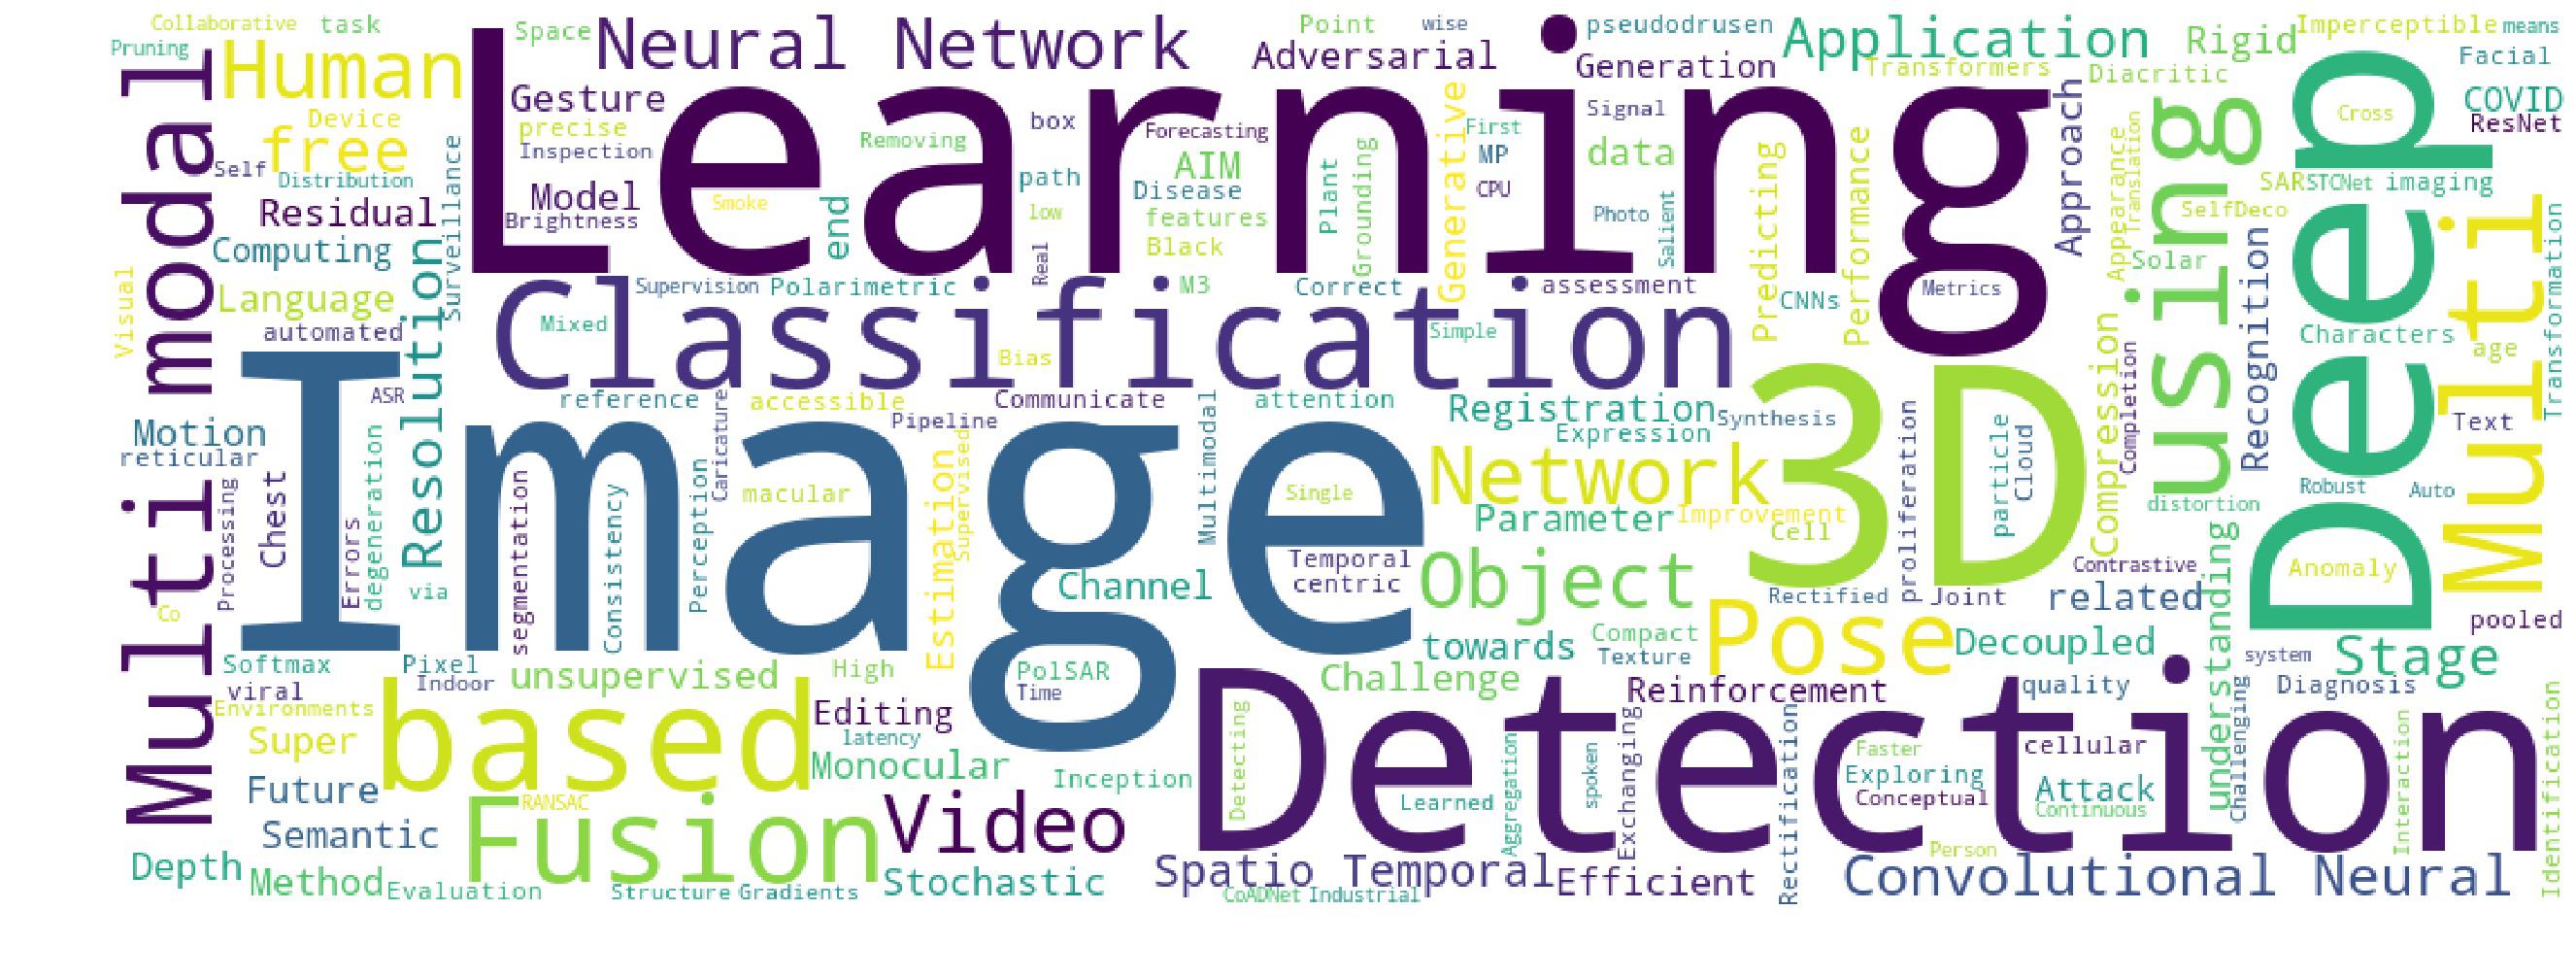 Collaborative task
Space
Neural Network
Point wise
pseudodrusen
Application
Rigid
Imperceptible means
Pruning
Human
Adversarial
Generation
Transformers
Diacritic
Facial
Multi modal
Learning
Gesture
Deep
using
COVID
Device
precise
Removing
box
Forecasting
First
Signal
Approach
Cross
ResNet
free
Inspection
AIM
MP
data
Self
Distribution
Surveillance
Model
path
Disease
CPU
Generative
Predicting
Performance
Appearance
Translation
SAR
STCNet
imaging
Residual
Brightness
Smoke
end
low
features
Plant
Grounding
Photo
Salient
SelfDeco
Multi
Computing
Black
Real
Solar
Recognition
Transformation
Visual
Language
Supervision
Polarimetric
M3
Correct
assessment
CNNs
Metrics
automated
Resolution
Classification
Mixed
Bias
Simple
Characters
age
Image
3D
ASR
reference
accessible
Communicate
attention
Registration
Synthesis
Compression
Completion
Text
Motion
Caricature
Pipeline
Multimodal
Expression
proliferation
particle
Cloud
reticular
Processing
Chest
Errors
degeneration
segmentation
Consistency
Perception
macular
Estimation
Supervised
Single
Network
Parameter
Improvement
Cell
distortion
Robust
Auto
via
Temporal
centric
Channel
Object
Rectified
Joint
Contrastive
related
understanding
Anomaly
Co
pooled
Softmax
Pixel
Indoor
unsupervised
High
PolSAR
Time
towards
Compact
Texture
Pose
Decoupled
system
Stage
viral
Environments
based
Editing
Challenge
Reinforcement
quality
Diagnosis
Super
latency
Monocular
Detection
Detecting
Exchanging
Rectification
Faster
cellular
Challenging
Interaction
Identification
Future
RANSAC
Inception
Learned
Aggregation
spoken
Exploring
Conceptual
Attack
Continuous
Semantic
Fusion
Video
Person
Depth
Method
Evaluation
Structure
Gradients
Stochastic
Spatio Temporal
CoADNet
Industrial
Efficient
Convolutional Neural